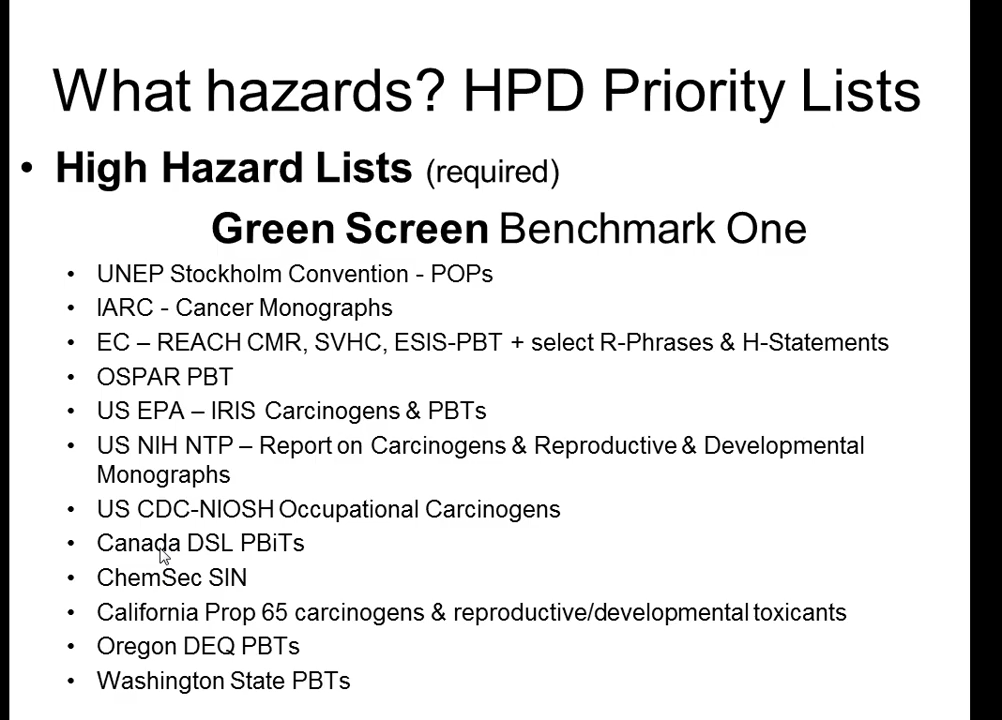 What hazards? HPD Priority Lists
• High Hazard Lists (required)
Green Screen Benchmark One
• UNEP Stockholm Convention - POPs
• IARC - Cancer Monographs
• EC – REACH CMR, SVHC, ESIS-PBT + select R-Phrases & H-Statements
• OSPAR PBT
• US EPA – IRIS Carcinogens & PBTs
• US NIH NTP – Report on Carcinogens & Reproductive & Developmental
Monographs
• US CDC-NIOSH Occupational Carcinogens
• Canada DSL PBiTs
• ChemSec SIN
• California Prop 65 carcinogens & reproductive/developmental toxicants
• Oregon DEQ PBTs
• Washington State PBTs